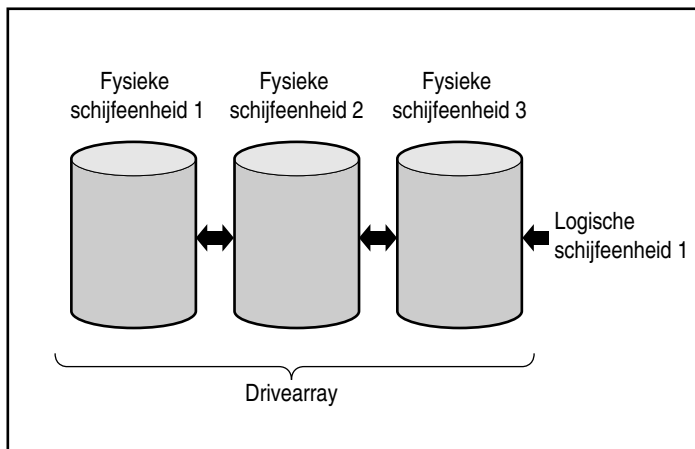 Fysieke
schijfeenheid 1
Fysieke
schijfeenheid 2
Fysieke
schijfeenheid 3
Logische
schijfeenheid 1
Drivearray